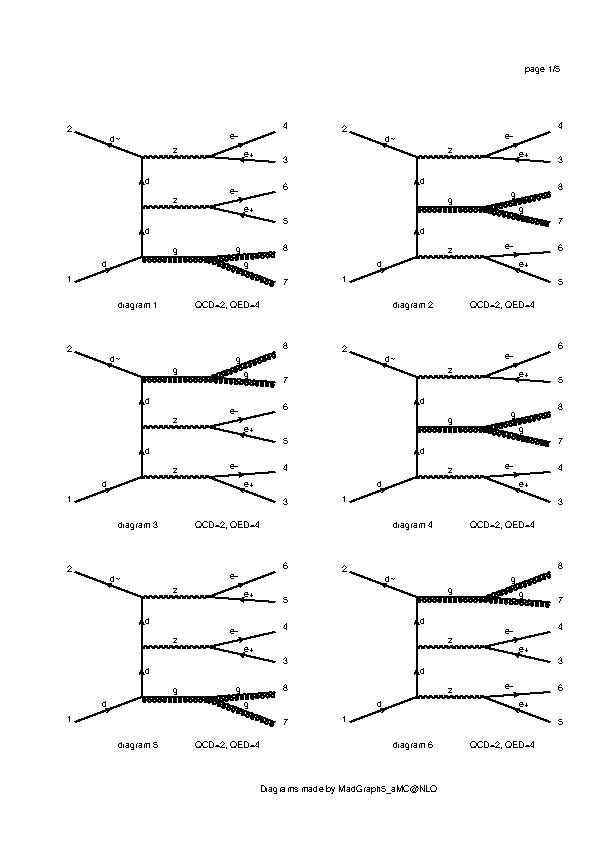 page 1/5
2 d~ z e- 4
e+ 3
d
z e- 6
e+ 5
d
d g g 8
1 g 7
diagram 1 QCD=2, QED=4
2 d~ z e- 4
e+ 3
d
g g 8
g 7
d
d z e- 6
1 e+ 5
diagram 2 QCD=2, QED=4
2 d~ g g 8
g 7
d
z e- 6
e+ 5
d
d z e- 4
1 e+ 3
diagram 3 QCD=2, QED=4
2 d~ z e- 6
e+ 5
d
g g 8
g 7
d
d z e- 4
1 e+ 3
diagram 4 QCD=2, QED=4
2 d~ z e- 6
e+ 5
d
z e- 4
e+ 3
d
d g g 8
1 g 7
diagram 5 QCD=2, QED=4
2 d~ g g 8
g 7
d
z e- 4
e+ 3
d
d z e- 6
1 e+ 5
diagram 6 QCD=2, QED=4
Diagrams made by MadGraph5_aMC@NLO